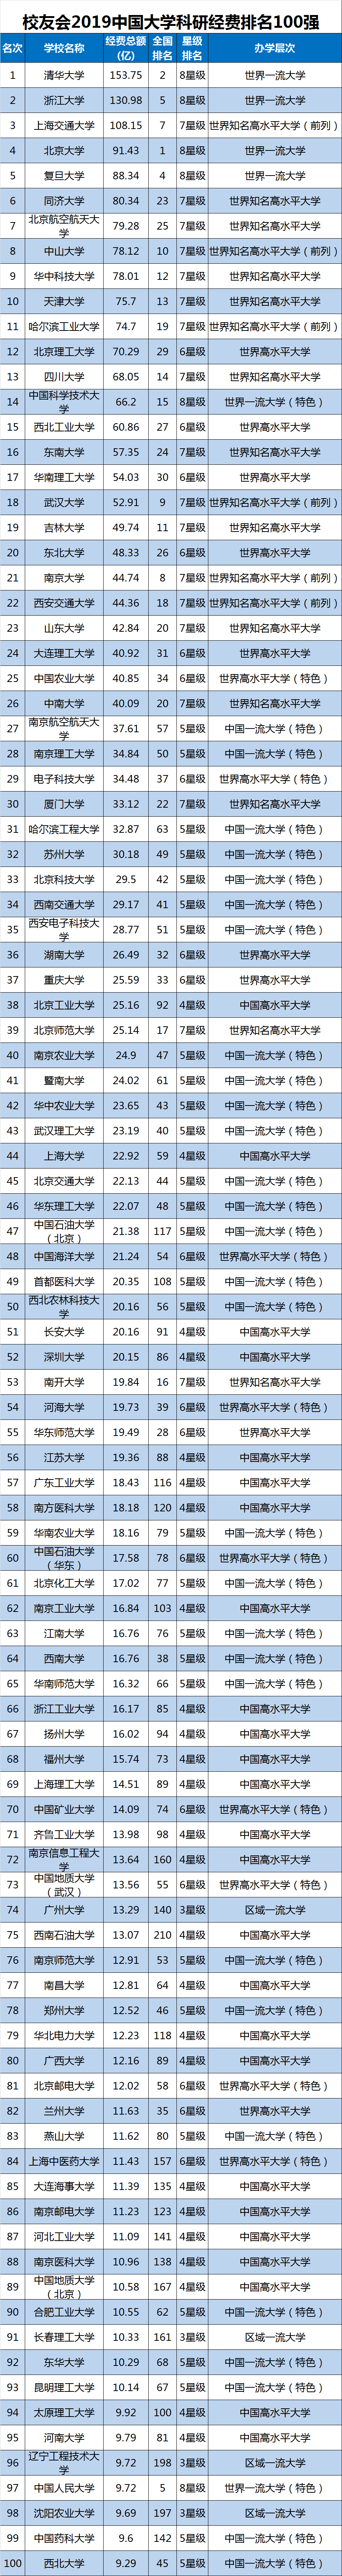 校友会2019中国大学科研经费排名100强
名次 学校名称 经费总额(亿) 全国排名 星级排名 办学层次
1 清华大学 153.75 2 8星级 世界一流大学
2 浙江大学 130.98 5 8星级 世界一流大学
3 上海交通大学 108.15 7 7星级 世界知名高水平大学（前列）
4 北京大学 91.43 1 8星级 世界一流大学
5 复旦大学 88.34 4 8星级 世界一流大学
6 同济大学 80.34 23 7星级 世界知名高水平大学
7 北京航空航天大学 79.28 25 7星级 世界知名高水平大学
8 中山大学 78.12 10 7星级 世界知名高水平大学（前列）
9 华中科技大学 78.01 12 7星级 世界知名高水平大学
10 天津大学 75.7 13 7星级 世界知名高水平大学
11 哈尔滨工业大学 74.7 19 7星级 世界知名高水平大学（前列）
12 北京理工大学 70.29 29 6星级 世界高水平大学
13 四川大学 68.05 14 7星级 世界知名高水平大学
14 中国科学技术大学 66.2 15 8星级 世界一流大学（特色）
15 西北工业大学 60.86 27 6星级 世界高水平大学
16 东南大学 57.35 24 7星级 世界知名高水平大学
17 华南理工大学 54.03 30 6星级 世界高水平大学
18 武汉大学 52.91 9 7星级 世界知名高水平大学（前列）
19 吉林大学 49.74 11 7星级 世界知名高水平大学
20 东北大学 48.33 26 6星级 世界高水平大学
21 南京大学 44.74 8 7星级 世界知名高水平大学（前列）
22 西安交通大学 44.36 18 7星级 世界知名高水平大学（前列）
23 山东大学 42.84 20 7星级 世界知名高水平大学
24 大连理工大学 40.92 31 6星级 世界高水平大学
25 中国农业大学 40.85 34 6星级 世界高水平大学（特色）
26 中南大学 40.09 20 7星级 世界知名高水平大学
27 南京航空航天大学 37.61 57 5星级 中国一流大学（特色）
28 南京理工大学 34.84 50 5星级 中国一流大学（特色）
29 电子科技大学 34.48 37 6星级 世界高水平大学（特色）
30 厦门大学 33.12 22 7星级 世界知名高水平大学
31 哈尔滨工程大学 32.87 63 5星级 中国一流大学（特色）
32 苏州大学 30.18 49 5星级 中国一流大学（特色）
33 北京科技大学 29.5 42 5星级 中国一流大学（特色）
34 西南交通大学 29.17 41 5星级 中国一流大学（特色）
35 西安电子科技大学 28.77 51 5星级 中国一流大学（特色）
36 湖南大学 26.49 32 6星级 世界高水平大学
37 重庆大学 25.59 33 6星级 世界高水平大学
38 北京工业大学 25.16 92 4星级 中国高水平大学
39 北京师范大学 25.14 17 7星级 世界知名高水平大学
40 南京农业大学 24.9 47 5星级 中国一流大学（特色）
41 暨南大学 24.02 61 5星级 中国一流大学（特色）
42 华中农业大学 23.65 43 5星级 中国一流大学（特色）
43 武汉理工大学 23.19 40 5星级 中国一流大学（特色）
44 上海大学 22.92 59 4星级 中国高水平大学
45 北京交通大学 22.13 44 5星级 中国一流大学（特色）
46 华东理工大学 22.07 48 5星级 中国一流大学（特色）
47 中国石油大学（北京） 21.38 117 5星级 中国一流大学（特色）
48 中国海洋大学 21.24 54 6星级 世界高水平大学（特色）
49 首都医科大学 20.35 108 5星级 中国一流大学（特色）
50 西北农林科技大学 20.16 56 5星级 中国一流大学（特色）
51 长安大学 20.16 91 4星级 中国高水平大学
52 深圳大学 20.15 86 4星级 中国高水平大学
53 南开大学 19.84 16 7星级 世界知名高水平大学
54 河海大学 19.73 39 6星级 世界高水平大学（特色）
55 华东师范大学 19.49 28 6星级 世界高水平大学
56 江苏大学 19.36 88 4星级 中国高水平大学
57 广东工业大学 18.43 116 4星级 中国高水平大学
58 南方医科大学 18.18 120 4星级 中国高水平大学
59 华南农业大学 18.16 79 5星级 中国一流大学（特色）
60 中国石油大学（华东） 17.58 78 6星级 世界高水平大学（特色）
61 北京化工大学 17.02 77 5星级 中国一流大学（特色）
62 南京工业大学 16.84 103 4星级 中国高水平大学
63 江南大学 16.76 76 5星级 中国一流大学（特色）
64 西南大学 16.76 38 5星级 中国一流大学（特色）
65 华南师范大学 16.32 66 5星级 中国一流大学（特色）
66 浙江工业大学 16.17 85 4星级 中国高水平大学
67 扬州大学 16.02 94 4星级 中国高水平大学
68 福州大学 15.74 73 4星级 中国高水平大学
69 上海理工大学 14.51 89 4星级 中国高水平大学
70 中国矿业大学 14.09 74 6星级 世界高水平大学（特色）
71 齐鲁工业大学 13.98 98 4星级 中国高水平大学
72 南京信息工程大学 13.64 160 4星级 中国高水平大学
73 中国地质大学（武汉） 13.56 55 6星级 世界高水平大学（特色）
74 广州大学 13.29 140 3星级 区域一流大学
75 西南石油大学 13.07 210 4星级 中国高水平大学
76 南京师范大学 12.91 53 5星级 中国一流大学（特色）
77 南昌大学 12.81 64 4星级 中国高水平大学
78 郑州大学 12.52 46 5星级 中国一流大学（特色）
79 华北电力大学 12.23 118 4星级 中国高水平大学
80 广西大学 12.16 89 4星级 中国高水平大学
81 北京邮电大学 12.02 58 6星级 世界高水平大学（特色）
82 兰州大学 11.63 35 6星级 世界高水平大学
83 燕山大学 11.62 80 5星级 中国一流大学（特色）
84 上海中医药大学 11.43 157 6星级 世界高水平大学（特色）
85 大连海事大学 11.39 135 4星级 中国高水平大学
86 南京邮电大学 11.23 123 4星级 中国高水平大学
87 河北工业大学 11.09 141 4星级 中国高水平大学
88 南京医科大学 10.96 138 4星级 中国高水平大学
89 中国地质大学（北京） 10.58 167 4星级 中国高水平大学
90 合肥工业大学 10.55 62 5星级 中国一流大学（特色）
91 长春理工大学 10.33 161 3星级 区域一流大学
92 东华大学 10.29 68 5星级 中国一流大学（特色）
93 昆明理工大学 10.14 67 5星级 中国一流大学（特色）
94 太原理工大学 9.92 100 4星级 中国高水平大学
95 河南大学 9.79 81 4星级 中国高水平大学
96 辽宁工程技术大学 9.72 198 3星级 区域一流大学
97 中国人民大学 9.72 5 8星级 世界一流大学（特色）
98 沈阳农业大学 9.69 197 3星级 区域一流大学
99 中国药科大学 9.6 142 5星级 中国一流大学（特色）
100 西北大学 9.29 45 5星级 中国一流大学（特色）